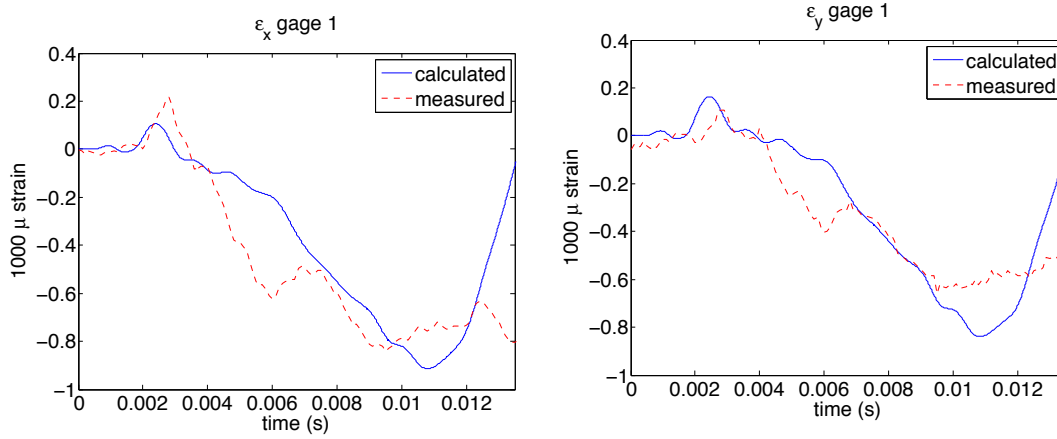 ε_x gage 1
0.4
0.2
0
−0.2
−0.4
−0.6
−0.8
−1
1000 μ strain
calculated
measured
0 0.002 0.004 0.006 0.008 0.01 0.012
time (s)
ε_y gage 1
0.4
0.2
0
−0.2
−0.4
−0.6
−0.8
−1
1000 μ strain
calculated
measured
0 0.002 0.004 0.006 0.008 0.01 0.012
time (s)